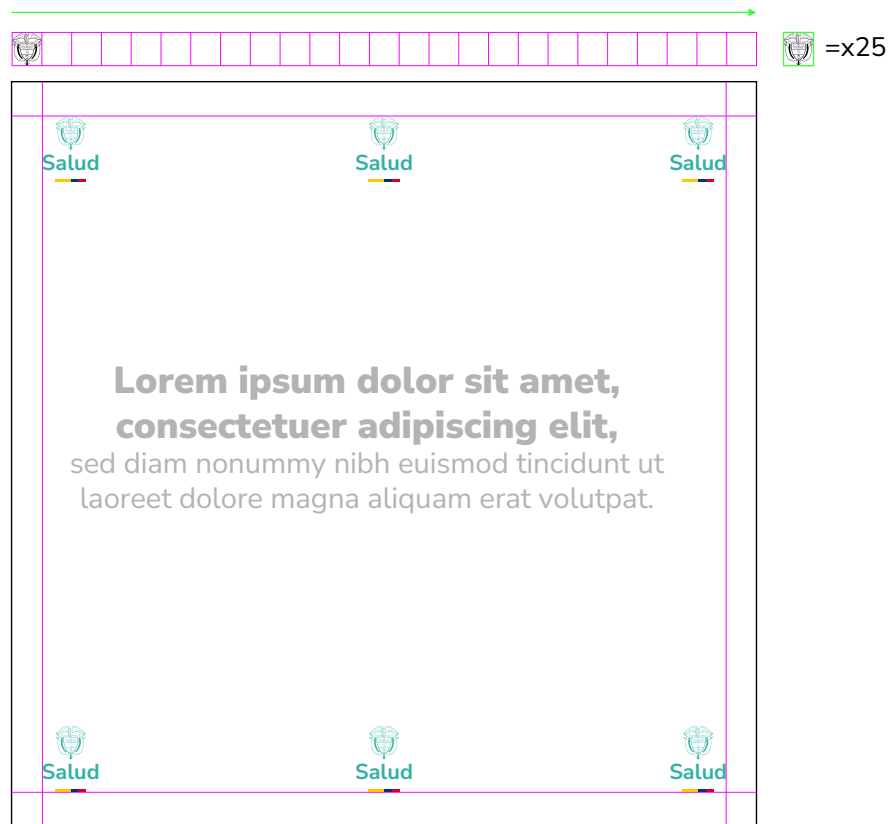 =x25
Salud
Salud
Salud
Lorem ipsum dolor sit amet,
consectetuer adipiscing elit,
sed diam nonummy nibh euismod tincidunt ut
laoreet dolore magna aliquam erat volutpat.
Salud
Salud
Salud